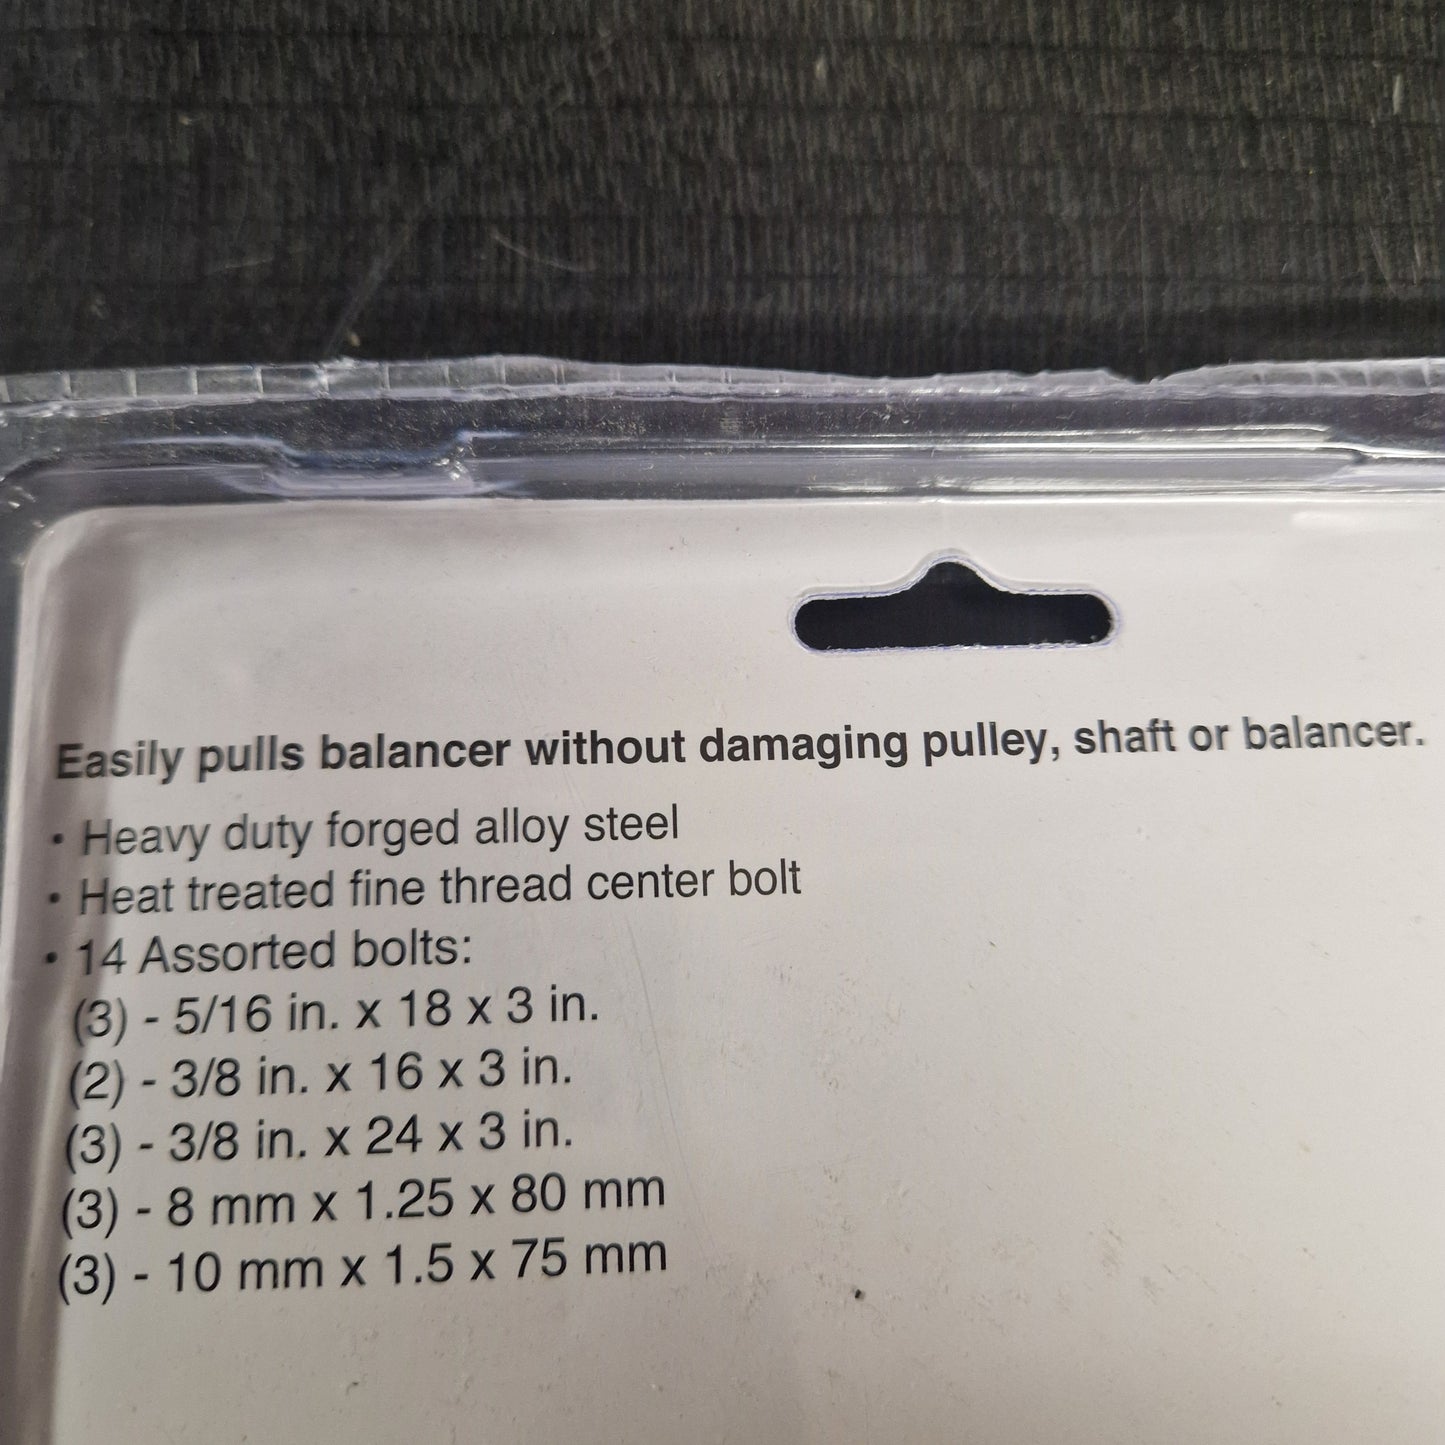 Easily pulls balancer without damaging pulley, shaft or balancer.
• Heavy duty forged alloy steel
• Heat treated fine thread center bolt
• 14 Assorted bolts:
(3) - 5/16 in. x 18 x 3 in.
(2) - 3/8 in. x 16 x 3 in.
(3) - 3/8 in. x 24 x 3 in.
(3) - 8 mm x 1.25 x 80 mm
(3) - 10 mm x 1.5 x 75 mm